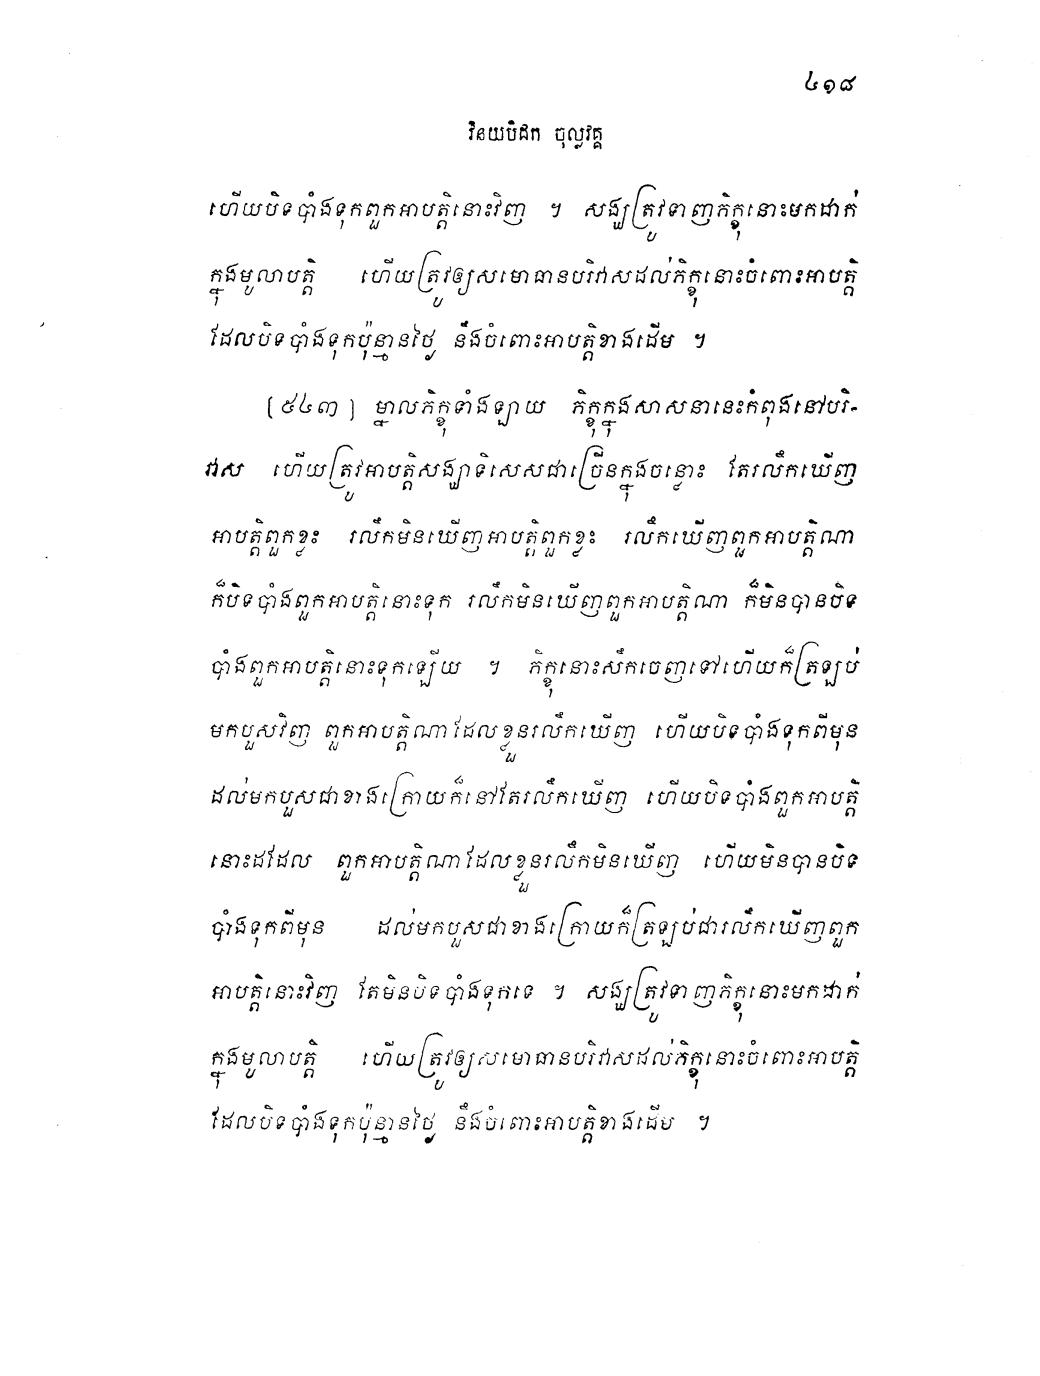 ៤១៨
វិនយបិដក ចុល្លវគ្គ
ហើយបិទបាំងទុកពួកអាបត្តិនោះវិញ ។ សង្ឃត្រូវទាញភិក្ខុនោះមកដាក់
ក្នុងមូលាបត្តិ ហើយត្រូវឲ្យសមោធានបរិវាសដល់ភិក្ខុនោះចំពោះអាបត្តិ
ដែលបិទបាំងទុកប៉ុន្មានថ្ងៃ នឹងចំពោះអាបត្តិខាងដើម ។
[៥៤៣] ម្នាលភិក្ខុទាំងឡាយ ភិក្ខុក្នុងសាសនានេះកំពុងនៅបរិ-
វាស ហើយត្រូវអាបត្តិសង្ឃាទិសេសជាច្រើនក្នុងចន្លោះ តែរលឹកឃើញ
អាបត្តិពួកខ្លះ រលឹកមិនឃើញអាបត្តិពួកខ្លះ រលឹកឃើញពួកអាបត្តិណា
ក៏បិទបាំងពួកអាបត្តិនោះទុក រលឹកមិនឃើញពួកអាបត្តិណា ក៏មិនបានបិទ
បាំងពួកអាបត្តិនោះទុកឡើយ ។ ភិក្ខុនោះសឹកចេញទៅហើយក៏ត្រឡប់
មកបួសវិញ ពួកអាបត្តិណាដែលខ្លួនរលឹកឃើញ ហើយបិទបាំងទុកពីមុន
ដល់មកបួសជាខាងក្រោយក៏នៅតែរលឹកឃើញ ហើយបិទបាំងពួកអាបត្តិ
នោះដដែល ពួកអាបត្តិណាដែលខ្លួនរលឹកមិនឃើញ ហើយមិនបានបិទ
បាំងទុកពីមុន ដល់មកបួសជាខាងក្រោយក៏ត្រឡប់ជារលឹកឃើញពួក
អាបត្តិនោះវិញ តែមិនបិទបាំងទុកទេ ។ សង្ឃត្រូវទាញភិក្ខុនោះមកដាក់
ក្នុងមូលាបត្តិ ហើយត្រូវឲ្យសមោធានបរិវាសដល់ភិក្ខុនោះចំពោះអាបត្តិ
ដែលបិទបាំងទុកប៉ុន្មានថ្ងៃ នឹងចំពោះអាបត្តិខាងដើម ។